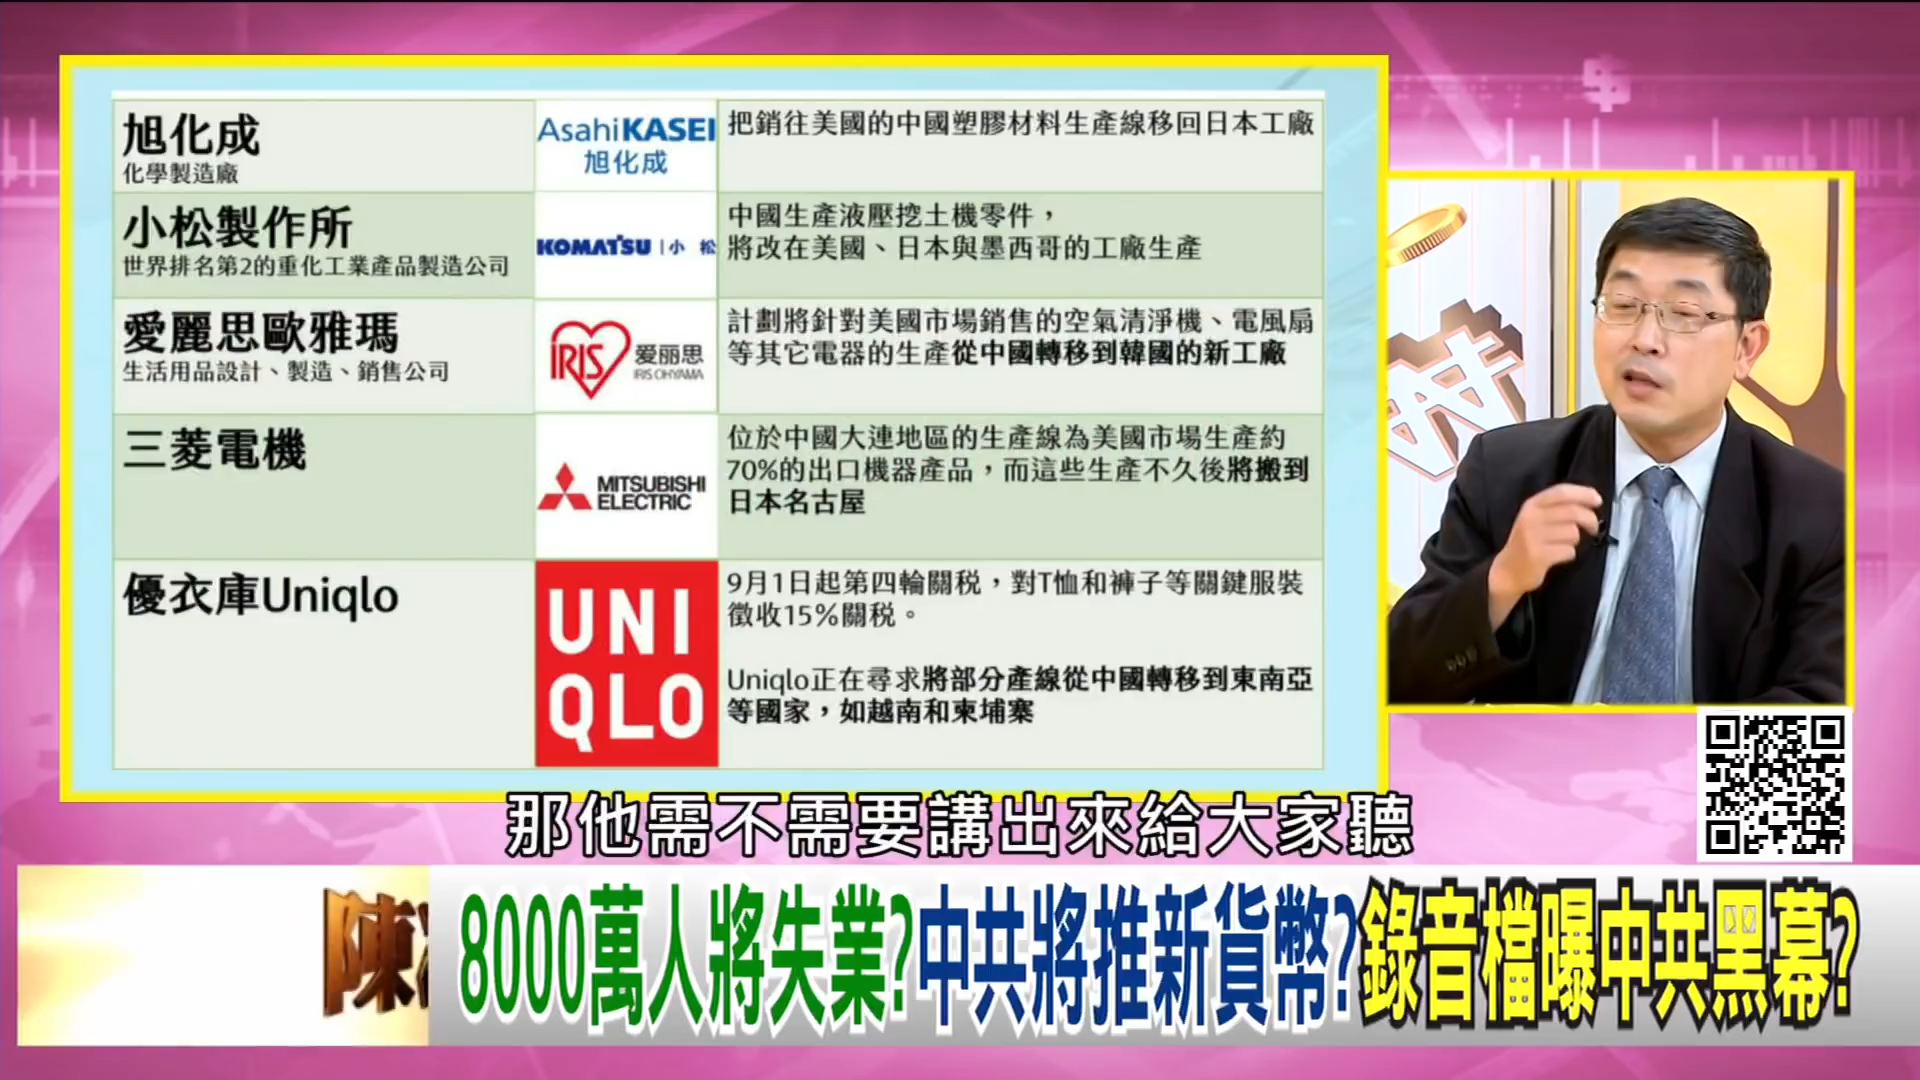 旭化成
化學製造廠
AsahiKASEI
旭化成
把銷往美國的中國塑膠材料生產線移回日本工廠
小松製作所
世界排名第2的重化工業產品製造公司
KOMATSU | 小 松
中國生產液壓挖土機零件，
將改在美國、日本與墨西哥的工廠生產
愛麗思歐雅瑪
生活用品設計、製造、銷售公司
IRIS
爱丽思
IRIS OHYAMA
計劃將針對美國市場銷售的空氣清淨機、電風扇
等其它電器的生產從中國轉移到韓國的新工廠
三菱電機
MITSUBISHI
ELECTRIC
位於中國大連地區的生產線為美國市場生產約
70%的出口機器產品，而這些生產不久後將搬到
日本名古屋
優衣庫Uniqlo
UNI
QLO
9月1日起第四輪關税，對T恤和褲子等關鍵服裝
徵收15%關税。
Uniqlo正在尋求將部分產線從中國轉移到東南亞
等國家，如越南和柬埔寨
那他需不需要講出來給大家聽
陳
8000萬人將失業?中共將推新貨幣?錄音檔曝中共黑幕?